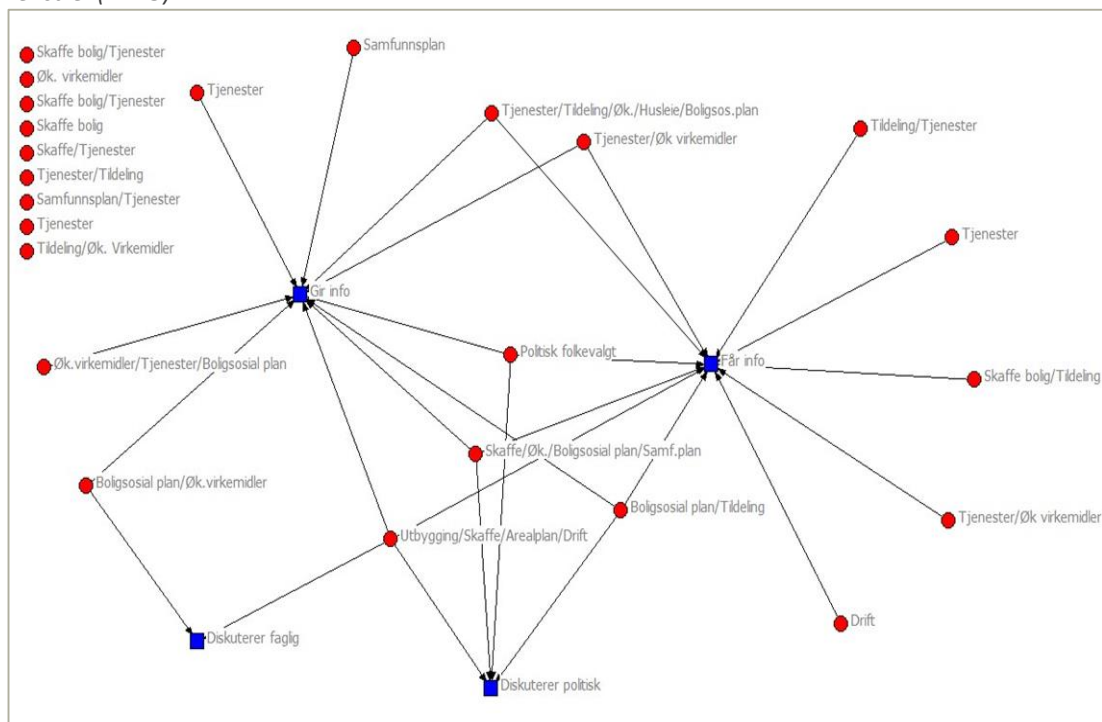 Skaffe bolig/Tjenester
Øk. virkemidler
Skaffe bolig/Tjenester
Skaffe bolig
Skaffe/Tjenester
Tjenester/Tildeling
Samfunnsplan/Tjenester
Tjenester
Tildeling/Øk. Virkemidler
Samfunnsplan
Tjenester
Tjenester/Tildeling/Øk./Husleie/Boligsos.plan
Tjenester/Øk virkemidler
Tildeling/Tjenester
Tjenester
Gir info
Politisk folkevalgt
Får info
Øk.virkemidler/Tjenester/Boligsosial plan
Skaffe bolig/Tildeling
Skaffe/Øk./Boligsosial plan/Samf.plan
Boligsosial plan/Øk.virkemidler
Boligsosial plan/Tildeling
Tjenester/Øk virkemidler
Utbygging/Skaffe/Arealplan/Drift
Drift
Diskuterer faglig
Diskuterer politisk